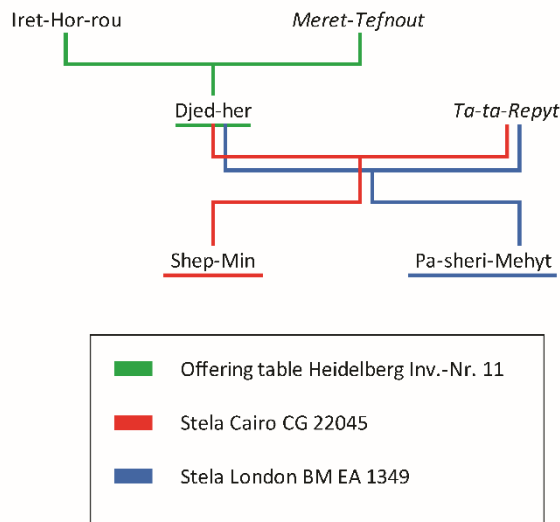 Iret-Hor-rou Meret-Tefnout
Djed-her Ta-ta-Repyt
Shep-Min Pa-sheri-Mehyt
Offering table Heidelberg Inv.-Nr. 11
Stela Cairo CG 22045
Stela London BM EA 1349